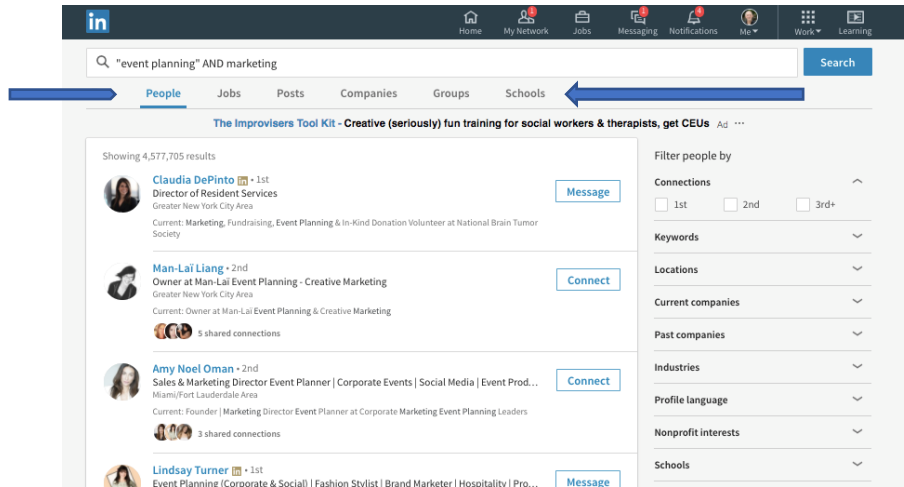 in
Home
1
My Network
Jobs
1
Messaging
4
Notifications
Me
Work
Learning
"event planning" AND marketing
Search
People Jobs Posts Companies Groups Schools
The Improvisers Tool Kit - Creative (seriously) fun training for social workers & therapists, get CEUs Ad ···
Showing 4,577,705 results
Claudia DePinto in • 1st
Director of Resident Services
Greater New York City Area
Current: Marketing, Fundraising, Event Planning & In-Kind Donation Volunteer at National Brain Tumor
Society
Message
Man-Laï Liang • 2nd
Owner at Man-Lai Event Planning - Creative Marketing
Greater New York City Area
Current: Owner at Man-Lai Event Planning & Creative Marketing
5 shared connections
Connect
Amy Noel Oman • 2nd
Sales & Marketing Director Event Planner | Corporate Events | Social Media | Event Prod...
Miami/Fort Lauderdale Area
Current: Founder | Marketing Director Event Planner at Corporate Marketing Event Planning Leaders
3 shared connections
Connect
Lindsay Turner in • 1st
Event Planning (Corporate & Social) | Fashion Stylist | Brand Marketer | Hospitality | Pro...
Message
Filter people by
Connections
1st 2nd 3rd+
Keywords
Locations
Current companies
Past companies
Industries
Profile language
Nonprofit interests
Schools